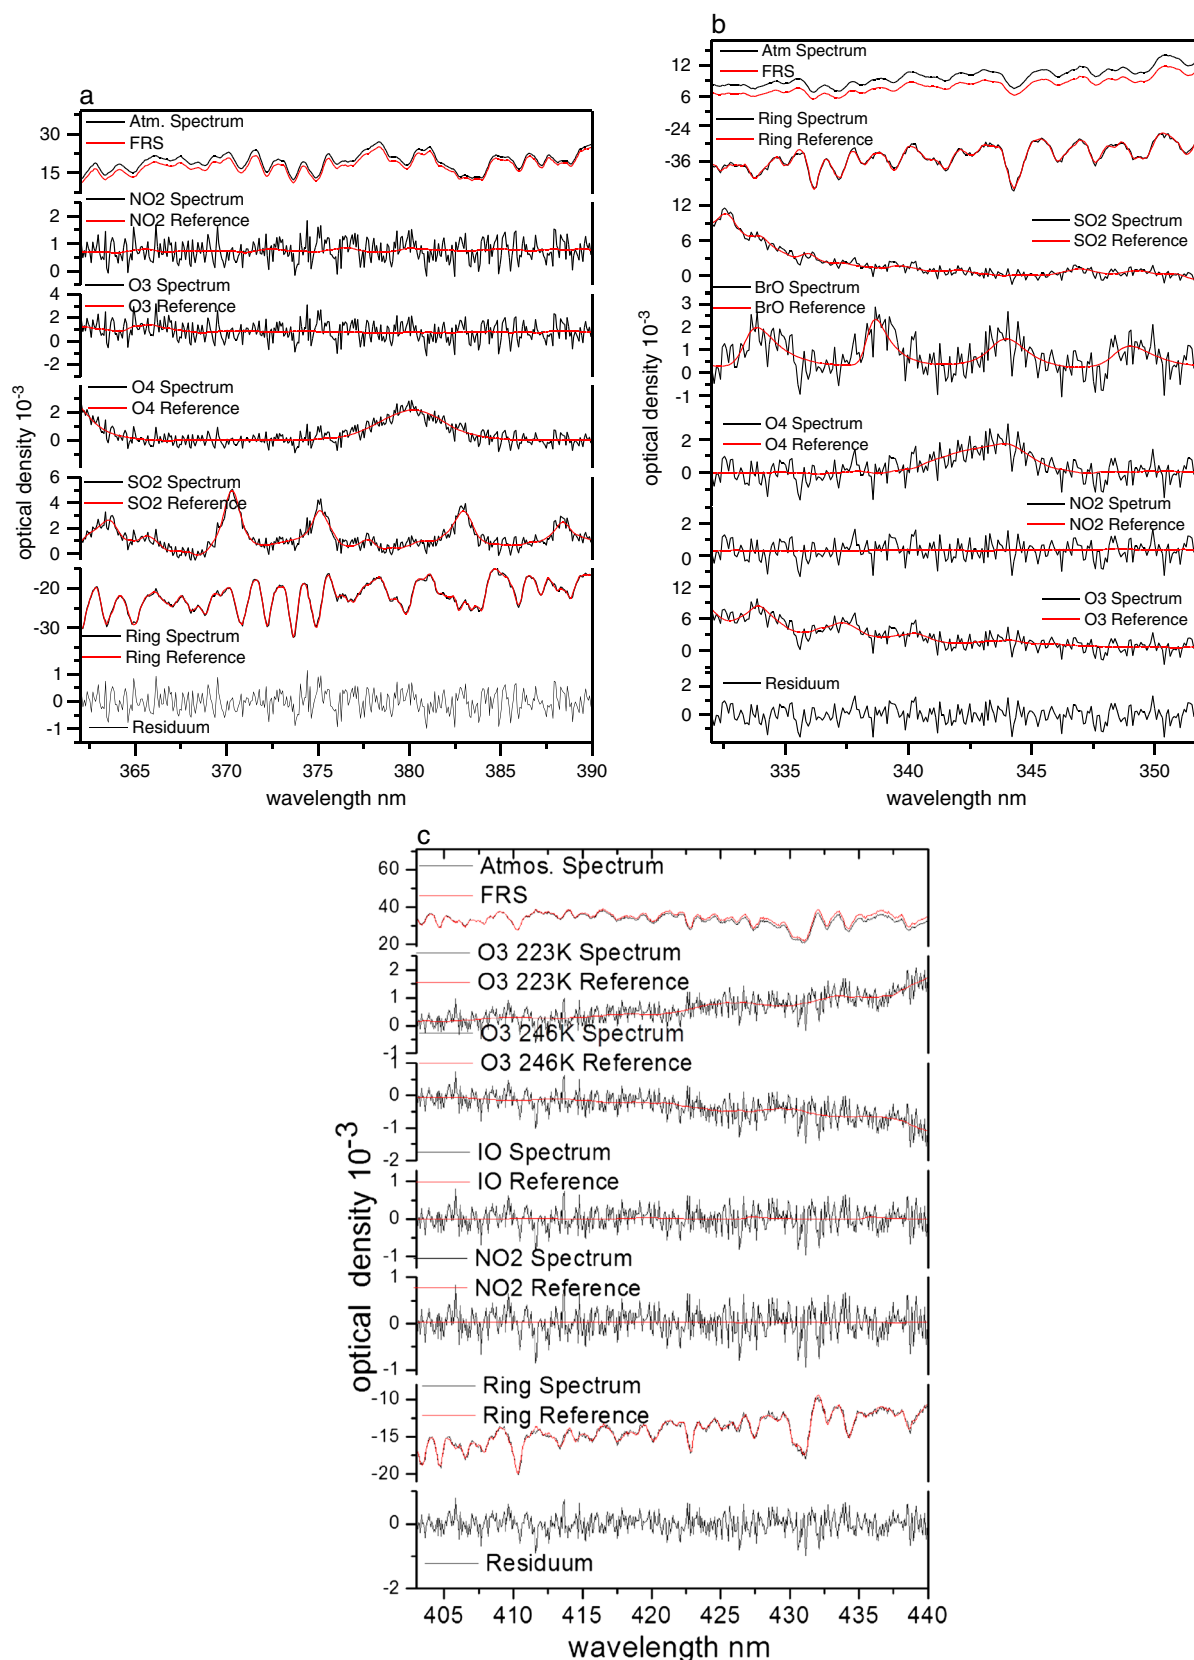 a
Atm. Spectrum
FRS
30
15
NO2 Spectrum
NO2 Reference
2
1
0
O3 Spectrum
O3 Reference
4
2
0
-2
O4 Spectrum
O4 Reference
2
0
SO2 Spectrum
SO2 Reference
6
4
2
0
-20
-30
Ring Spectrum
Ring Reference
1
0
-1
Residuum
optical density 10-3
365 370 375 380 385 390
wavelength nm
b
Atm Spectrum
FRS
12
6
Ring Spectrum
Ring Reference
-24
-36
SO2 Spectrum
SO2 Reference
12
6
0
BrO Spectrum
BrO Reference
3
2
1
0
-1
O4 Spectrum
O4 Reference
2
0
NO2 Spetrum
NO2 Reference
2
0
O3 Spectrum
O3 Reference
12
6
0
Residuum
2
0
optical density 10-3
335 340 345 350
wavelength nm
c
Atmos. Spectrum
FRS
60
40
20
O3 223K Spectrum
O3 223K Reference
2
1
0
-1
O3 246K Spectrum
O3 246K Reference
1
0
-1
-2
IO Spectrum
IO Reference
1
0
-1
NO2 Spectrum
NO2 Reference
1
0
-1
Ring Spectrum
Ring Reference
-10
-15
-20
0
-2
Residuum
optical density 10-3
405 410 415 420 425 430 435 440
wavelength nm